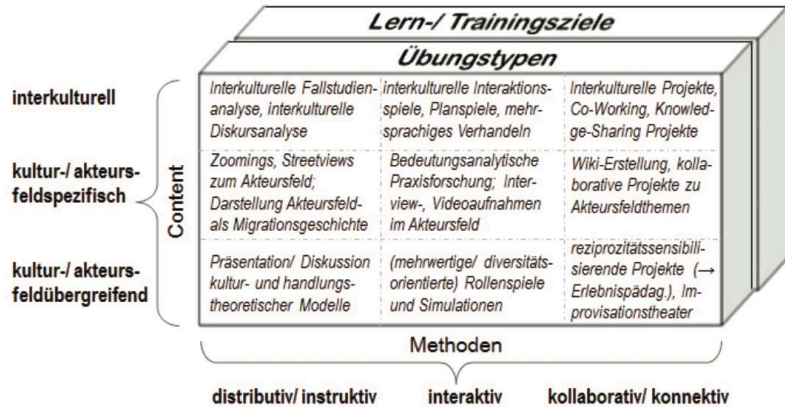 Lern-/ Trainingsziele
Übungstypen
interkulturell
kultur-/ akteurs-
feldspezifisch
kultur-/ akteurs-
feldübergreifend
Content
Interkulturelle Fallstudien-
analyse, interkulturelle
Diskursanalyse
interkulturelle Interaktions-
spiele, Planspiele, mehr-
sprachiges Verhandeln
Interkulturelle Projekte,
Co-Working, Knowled-
ge-Sharing Projekte
Zoomings, Streetviews
zum Akteursfeld;
Darstellung Akteursfeld-
als Migrationsgeschichte
Bedeutungsanalytische
Praxisforschung; Inter-
view-, Videoaufnahmen
im Akteursfeld
Wiki-Erstellung, kolla-
borative Projekte zu
Akteursfeldthemen
Präsentation/ Diskussion
kultur- und handlungs-
theoretischer Modelle
(mehrwertige/ diversitäts-
orientierte) Rollenspiele
und Simulationen
reziprozitätssensibili-
sierende Projekte (→
Erlebnispädag.), Im-
provisationstheater
Methoden
distributiv/ instruktiv
interaktiv
kollaborativ/ konnektiv